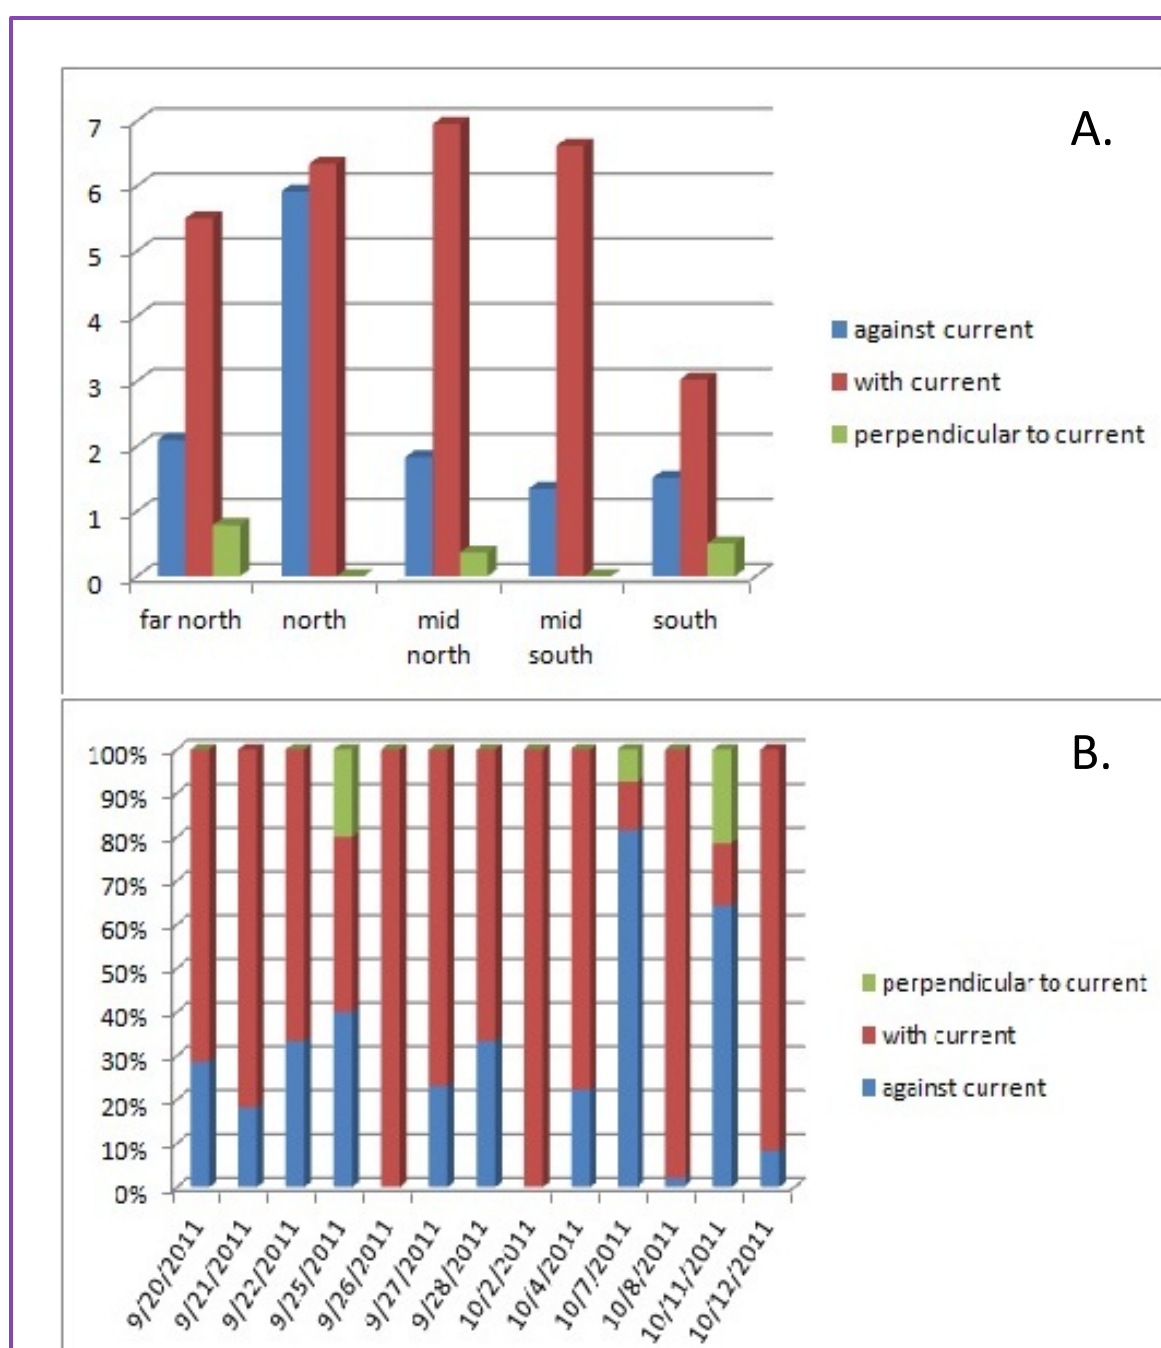 A.
7
6
5
4
3
2
1
0
far north north mid north mid south south
against current
with current
perpendicular to current
B.
100%
90%
80%
70%
60%
50%
40%
30%
20%
10%
0%
9/20/2011 9/21/2011 9/22/2011 9/25/2011 9/26/2011 9/27/2011 9/28/2011 10/2/2011 10/4/2011 10/7/2011 10/8/2011 10/11/2011 10/12/2011
perpendicular to current
with current
against current